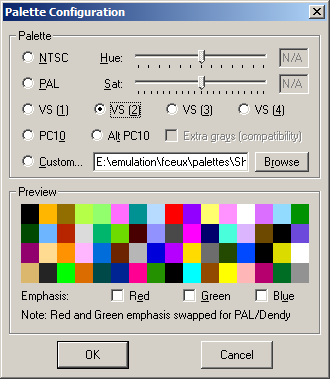 Palette Configuration
Palette
NTSC Hue: N/A
PAL Sat: N/A
VS (1) VS (2) VS (3) VS (4)
PC10 Alt PC10 Extra grays (compatibility)
Custom... E:\emulation\fceux\palettes\Sh Browse
Preview
Emphasis: Red Green Blue
Note: Red and Green emphasis swapped for PAL/Dendy
OK Cancel